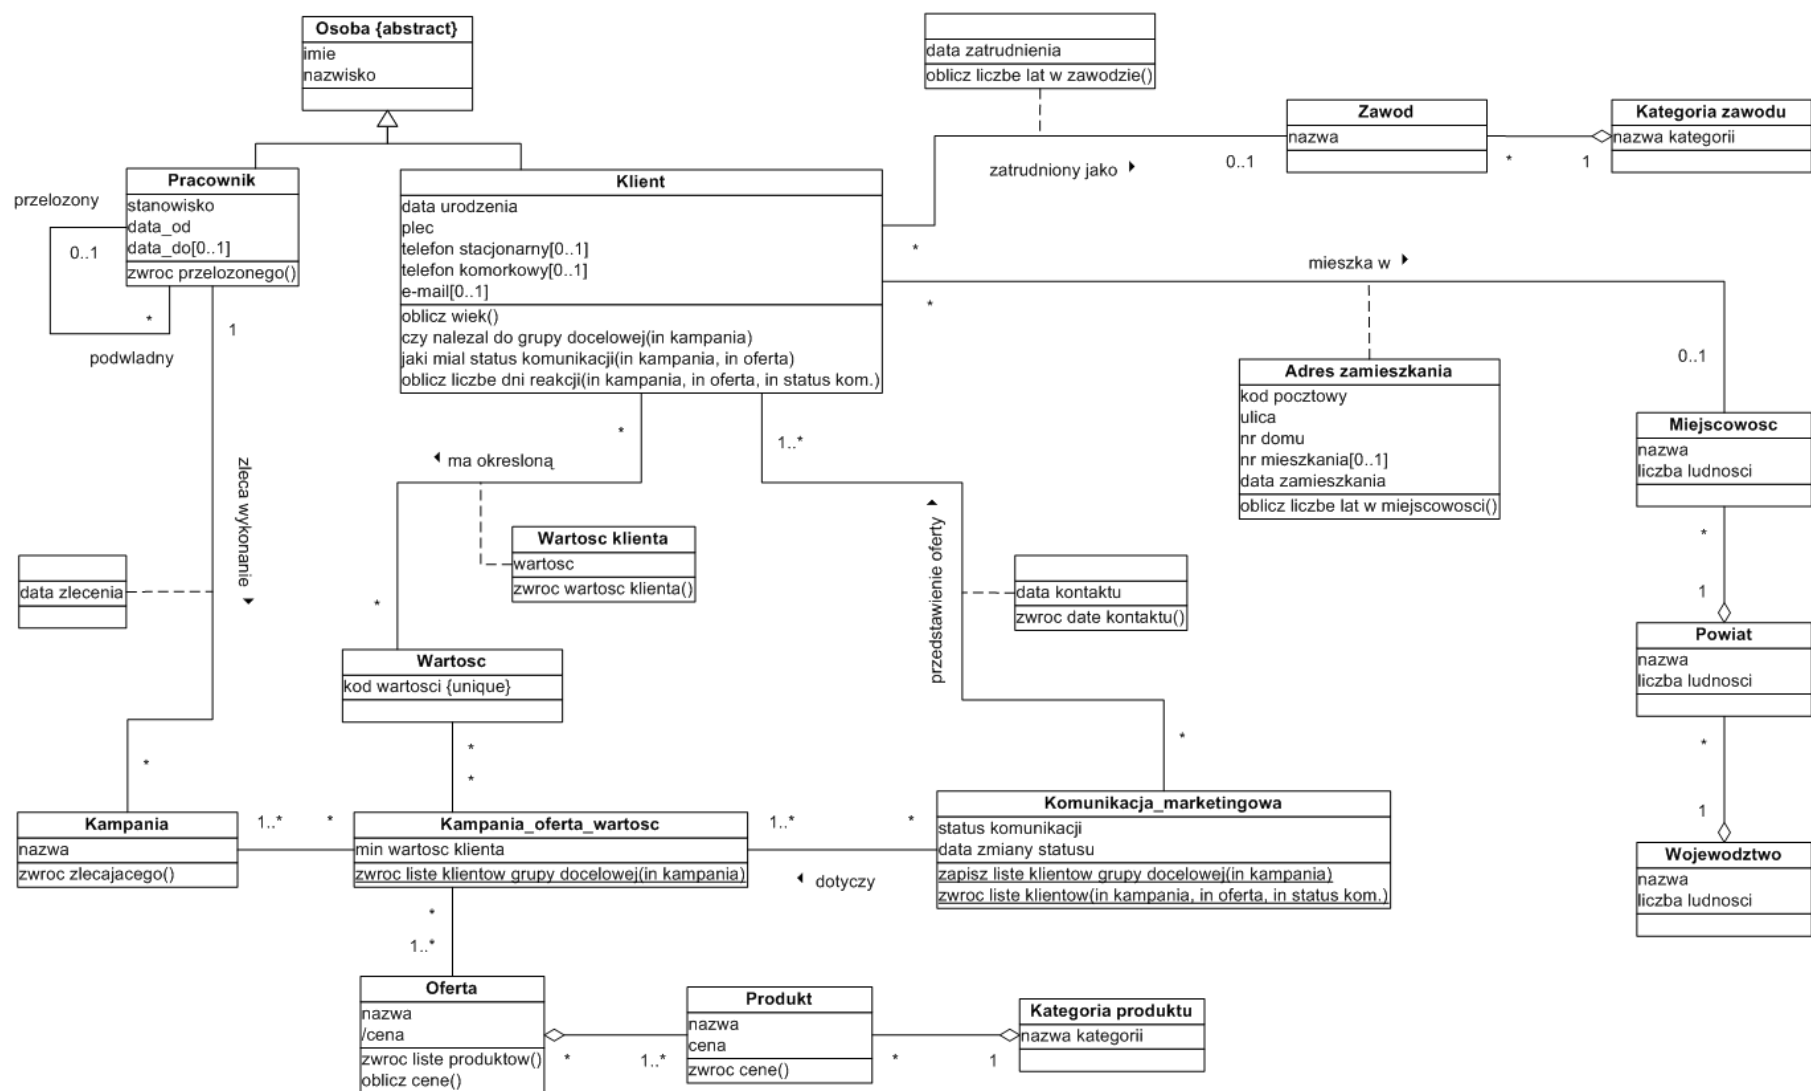 Osoba {abstract}
imie
nazwisko
data zatrudnienia
oblicz liczbe lat w zawodzie()
Zawod
nazwa
Kategoria zawodu
nazwa kategorii
zatrudniony jako
0..1
*
1
*
Pracownik
stanowisko
data_od
data_do[0..1]
zwroc przelozonego()
przelozony
0..1
*
podwladny
1
Klient
data urodzenia
plec
telefon stacjonarny[0..1]
telefon komorkowy[0..1]
e-mail[0..1]
oblicz wiek()
czy nalezal do grupy docelowej(in kampania)
jaki mial status komunikacji(in kampania, in oferta)
oblicz liczbe dni reakcji(in kampania, in oferta, in status kom.)
mieszka w
*
0..1
Adres zamieszkania
kod pocztowy
ulica
nr domu
nr mieszkania[0..1]
data zamieszkania
oblicz liczbe lat w miejscowosci()
Miejscowosc
nazwa
liczba ludnosci
*
1
Powiat
nazwa
liczba ludnosci
*
1
Wojewodztwo
nazwa
liczba ludnosci
*
ma okresloną
*
Wartosc klienta
wartosc
zwroc wartosc klienta()
1..*
przedstawienie oferty
data kontaktu
zwroc date kontaktu()
*
zleca wykonanie
data zlecenia
*
Wartosc
kod wartosci {unique}
*
*
Kampania
nazwa
zwroc zlecajacego()
1..*
*
Kampania_oferta_wartosc
min wartosc klienta
zwroc liste klientow grupy docelowej(in kampania)
1..*
*
dotyczy
Komunikacja_marketingowa
status komunikacji
data zmiany statusu
zapisz liste klientow grupy docelowej(in kampania)
zwroc liste klientow(in kampania, in oferta, in status kom.)
*
1..*
Oferta
nazwa
/cena
zwroc liste produktow()
oblicz cene()
*
1..*
Produkt
nazwa
cena
zwroc cene()
*
1
Kategoria produktu
nazwa kategorii